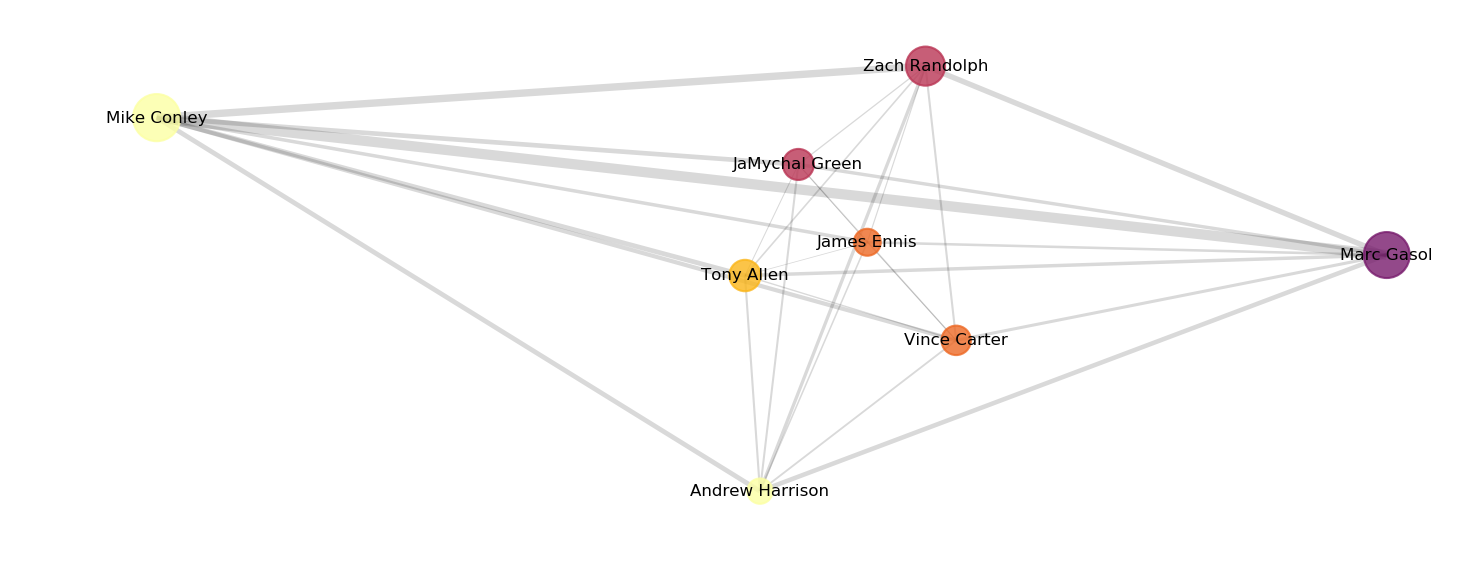 Zach Randolph
Mike Conley
JaMychal Green
James Ennis
Marc Gasol
Tony Allen
Vince Carter
Andrew Harrison